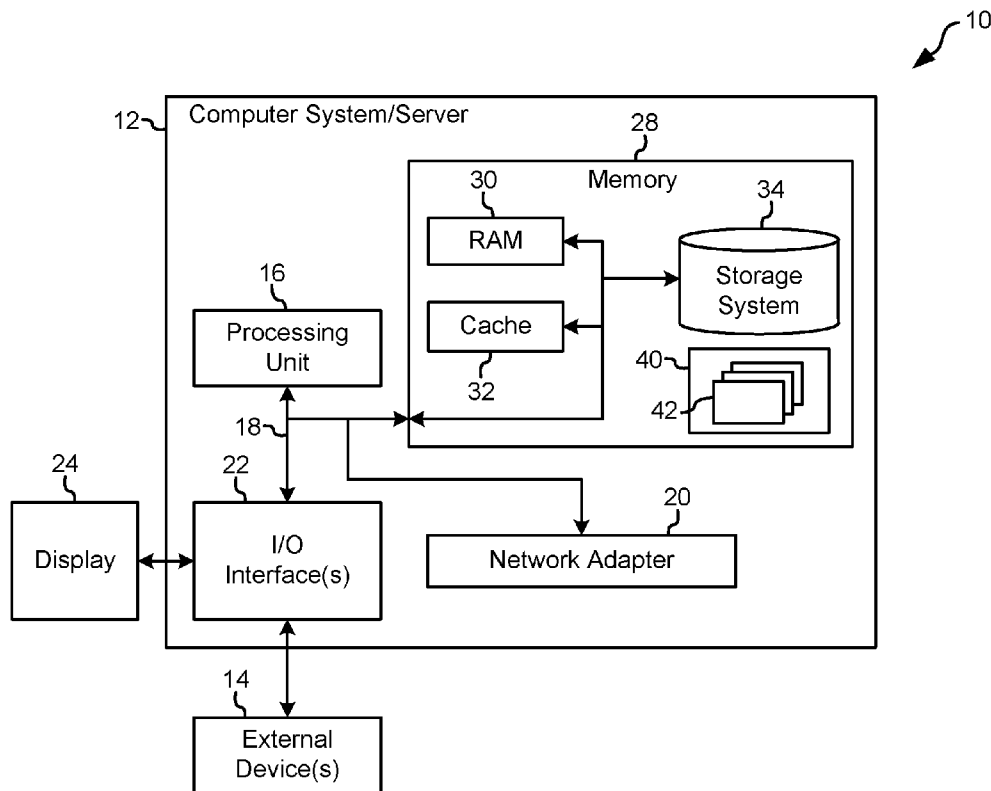 10
12
Computer System/Server
28
Memory
30
RAM
34
Storage
System
16
Processing
Unit
Cache
32
40
42
18
24
Display
22
I/O
Interface(s)
20
Network Adapter
14
External
Device(s)